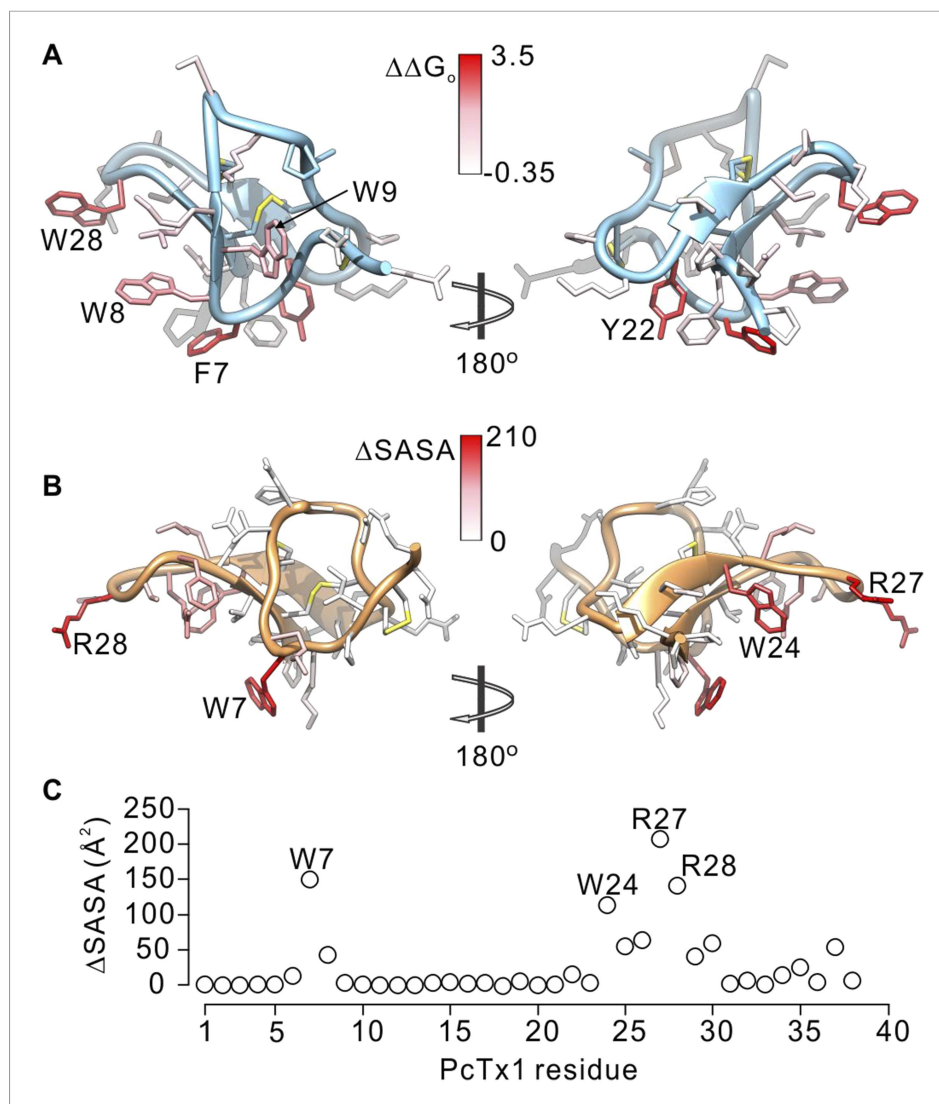 A
ΔΔG₀ 3.5
-0.35
W9
W28
W8
F7
Y22
180º
B
ΔSASA 210
0
R28
W7
R27
W24
180º
C
ΔSASA (Å²)
250
200
150
100
50
0
W7
W24
R27
R28
1 5 10 15 20 25 30 35 40
PcTx1 residue